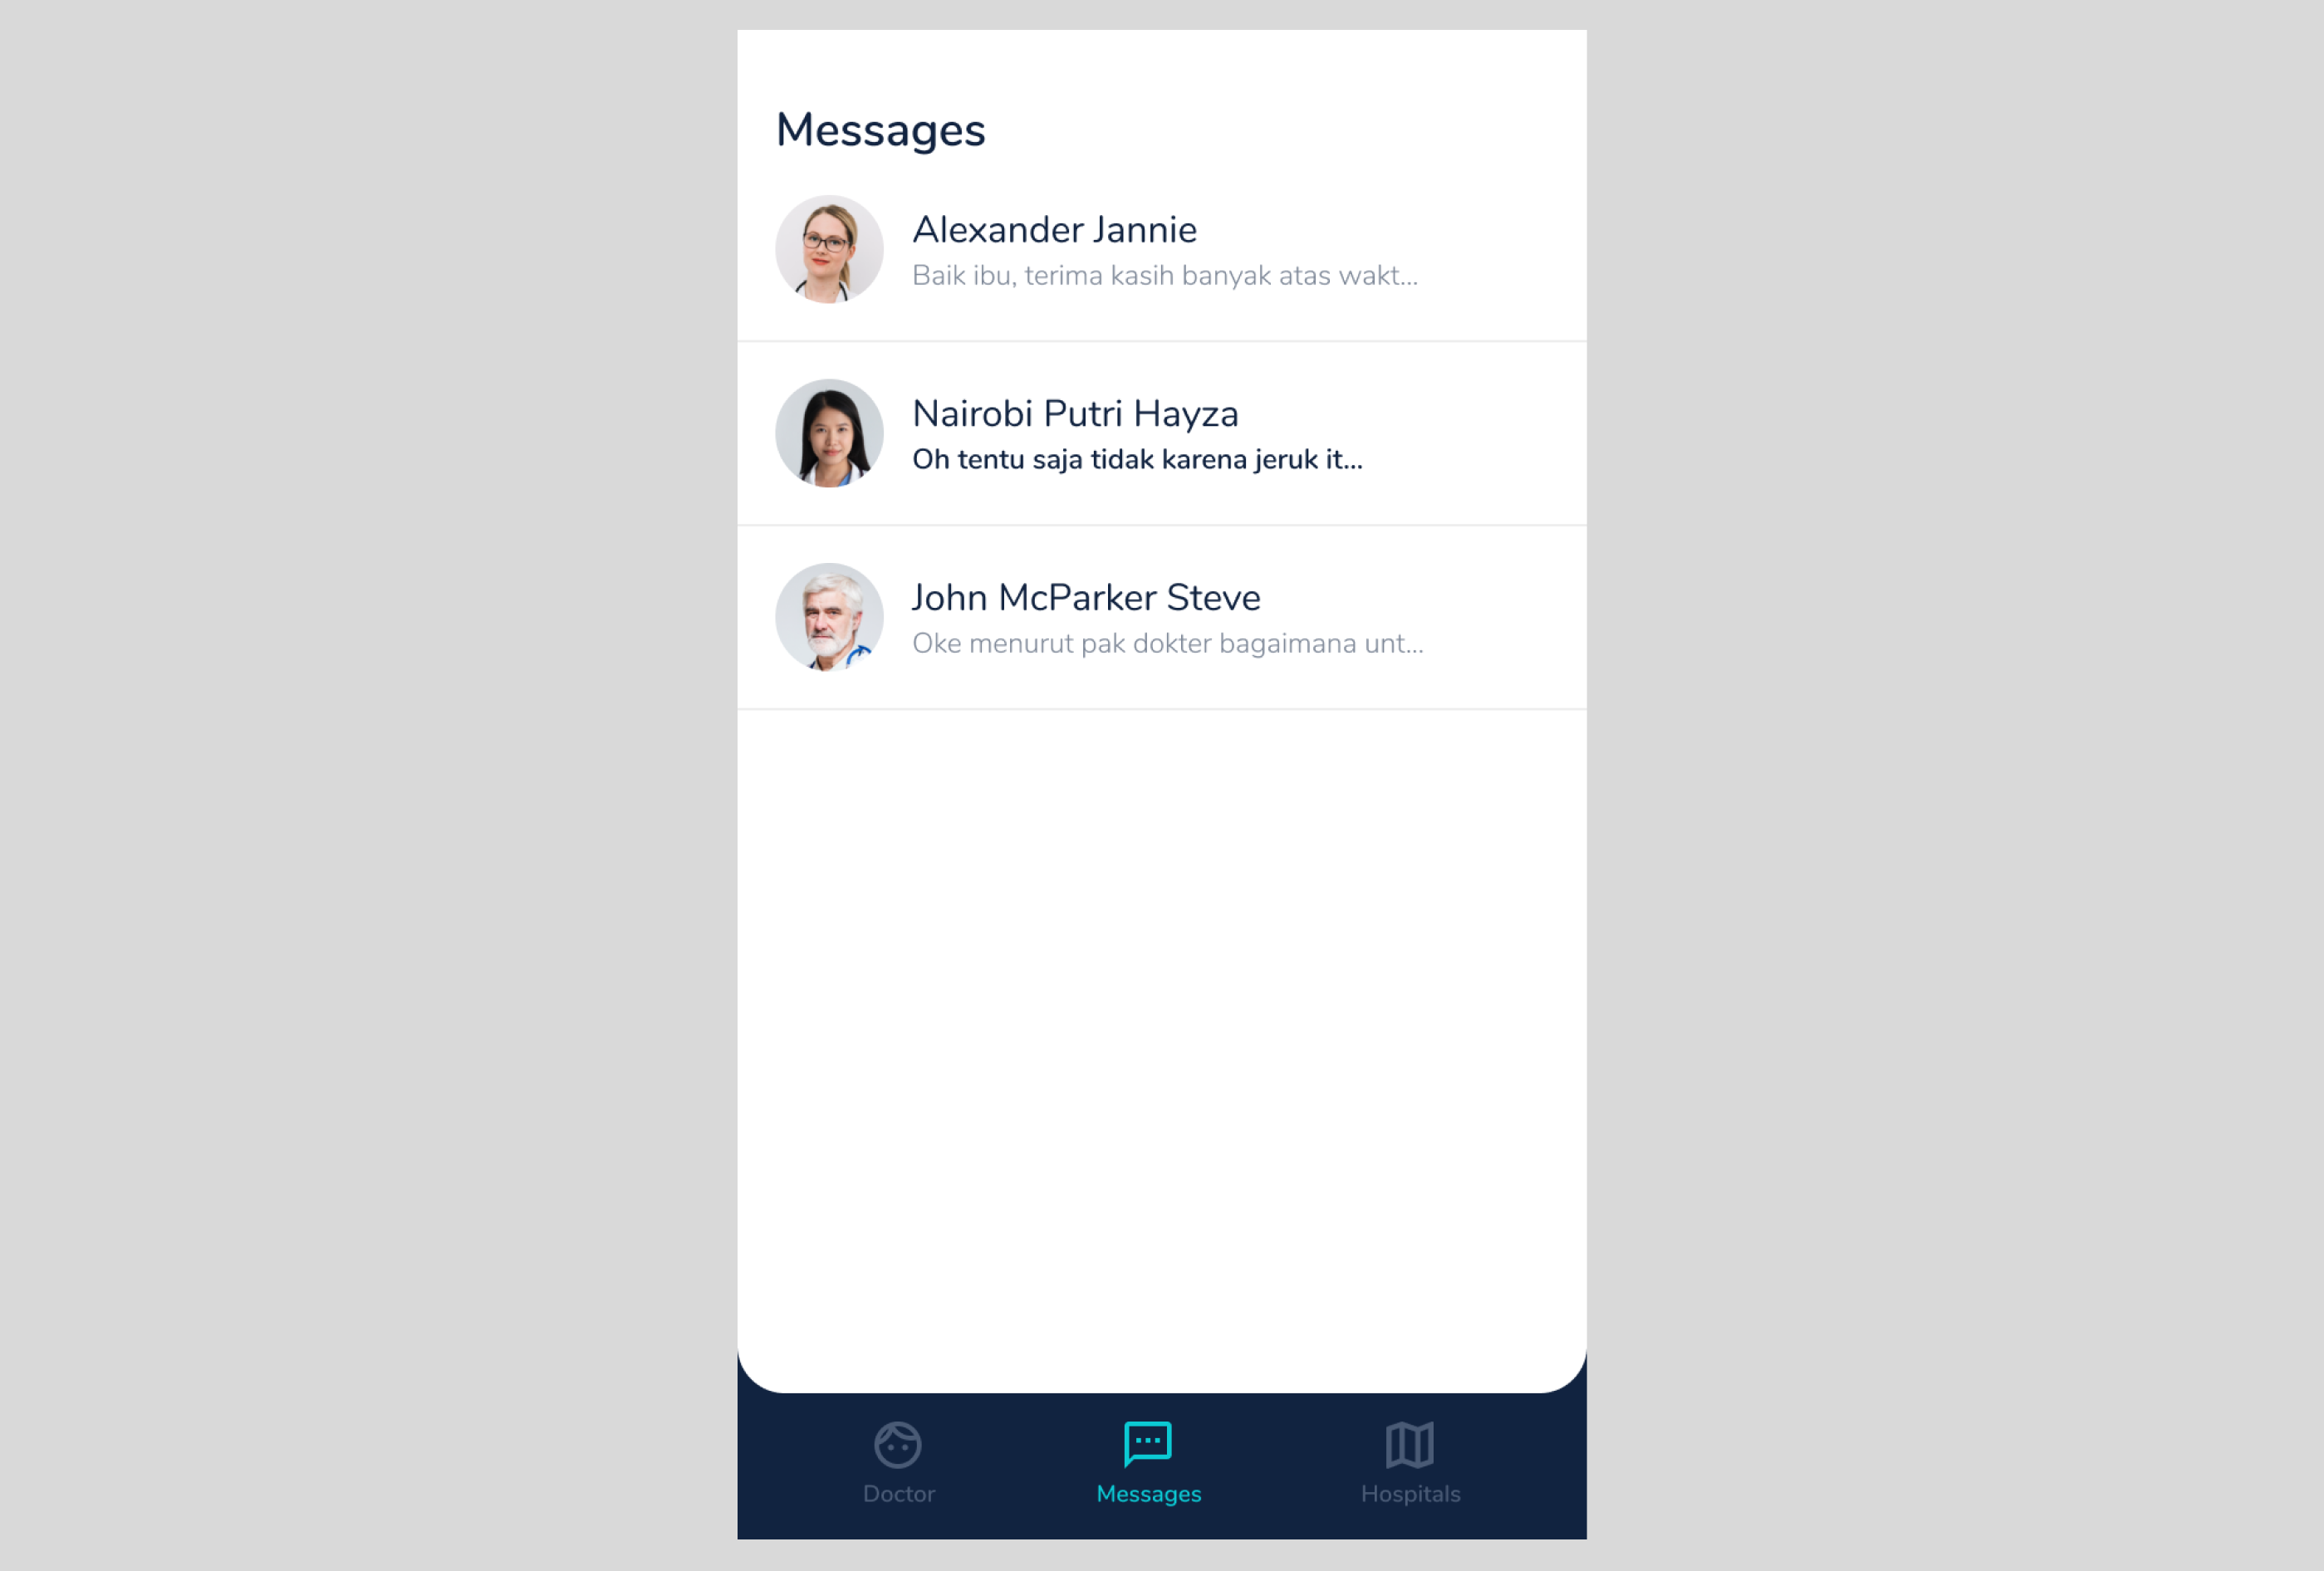 Messages
Alexander Jannie
Baik ibu, terima kasih banyak atas wakt...
Nairobi Putri Hayza
Oh tentu saja tidak karena jeruk it...
John McParker Steve
Oke menurut pak dokter bagaimana unt...
Doctor
Messages
Hospitals